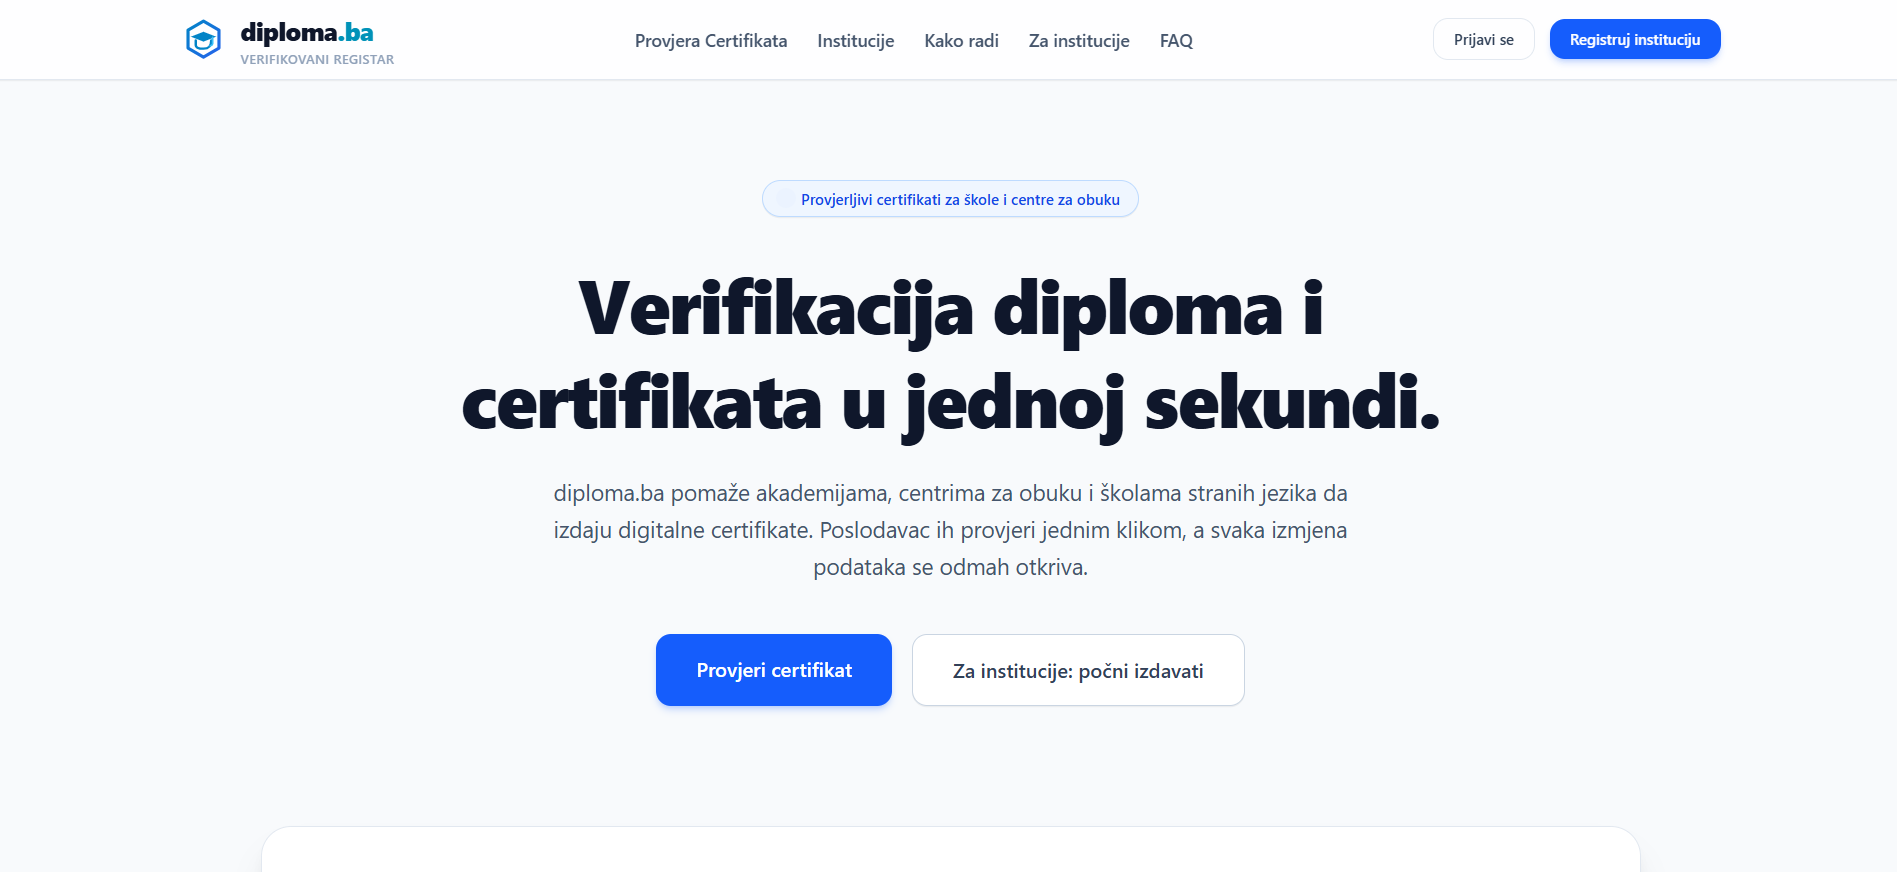 diploma.ba
VERIFIKOVANI REGISTAR
Provjera Certifikata
Institucije
Kako radi
Za institucije
FAQ
Prijavi se
Registruj instituciju
Provjerljivi certifikati za škole i centre za obuku
Verifikacija diploma i
certifikata u jednoj sekundi.
diploma.ba pomaže akademijama, centrima za obuku i školama stranih jezika da
izdaju digitalne certifikate. Poslodavac ih provjeri jednim klikom, a svaka izmjena
podataka se odmah otkriva.
Provjeri certifikat
Za institucije: počni izdavati